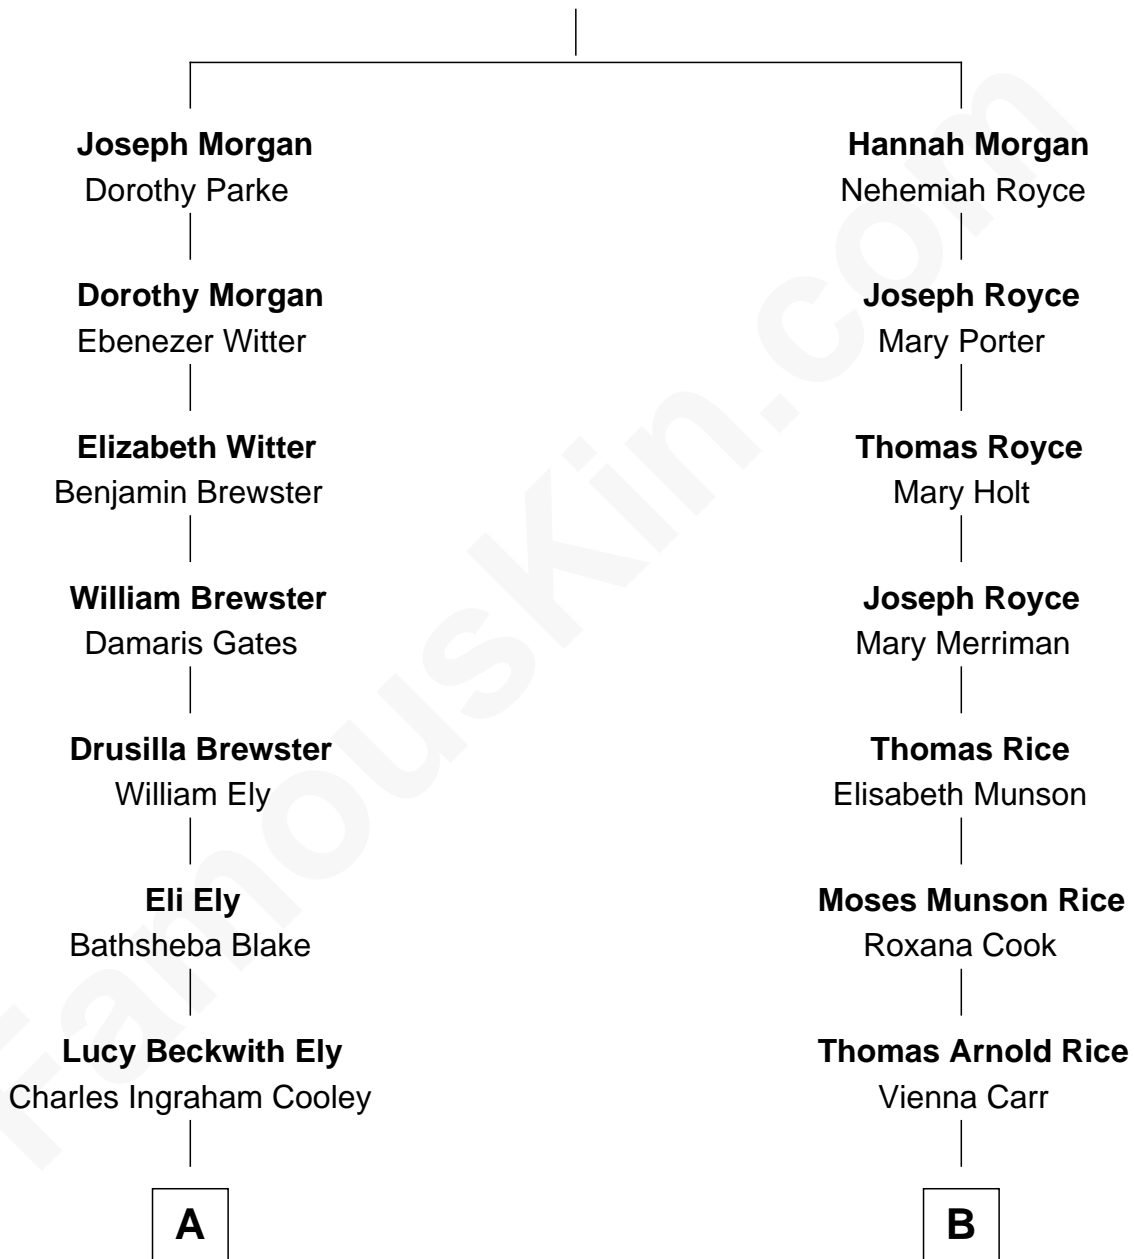 Joseph Morgan
Dorothy Parke
Dorothy Morgan
Ebenezer Witter
Elizabeth Witter
Benjamin Brewster
William Brewster
Damaris Gates
Drusilla Brewster
William Ely
Eli Ely
Bathsheba Blake
Lucy Beckwith Ely
Charles Ingraham Cooley
A
Hannah Morgan
Nehemiah Royce
Joseph Royce
Mary Porter
Thomas Royce
Mary Holt
Joseph Royce
Mary Merriman
Thomas Rice
Elisabeth Munson
Moses Munson Rice
Roxana Cook
Thomas Arnold Rice
Vienna Carr
B
FamousKin.com